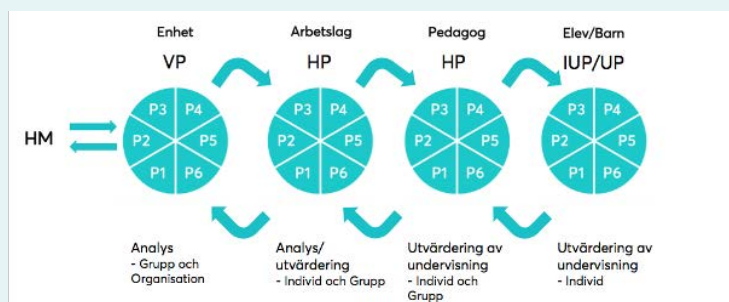 Enhet
VP
Arbetslag
HP
Pedagog
HP
Elev/Barn
IUP/UP
HM
P3 P4
P2 P5
P1 P6
P3 P4
P2 P5
P1 P6
P3 P4
P2 P5
P1 P6
P3 P4
P2 P5
P1 P6
Analys
- Grupp och
Organisation
Analys/
utvärdering
- Individ och Grupp
Utvärdering av
undervisning
- Individ och
Grupp
Utvärdering av
undervisning
- Individ